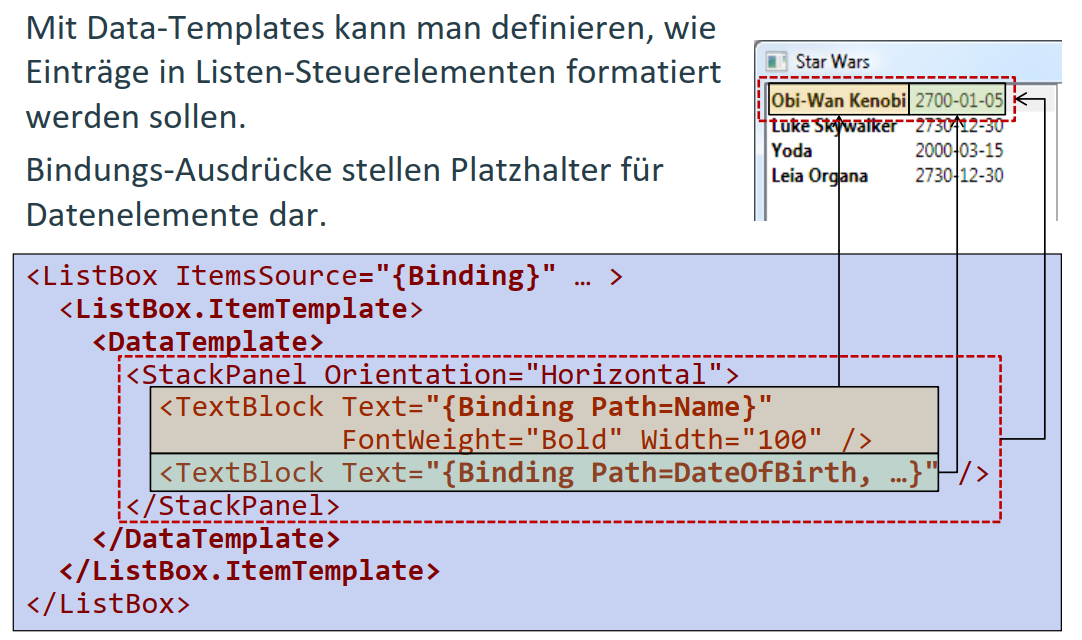 Mit Data-Templates kann man definieren, wie
Einträge in Listen-Steuerelementen formatiert
werden sollen.
Bindungs-Ausdrücke stellen Platzhalter für
Datenelemente dar.
Star Wars
Obi-Wan Kenobi 2700-01-05
Luke Skywalker 2730-12-30
Yoda 2000-03-15
Leia Organa 2730-12-30
<ListBox ItemsSource="{Binding}" … >
<ListBox.ItemTemplate>
<DataTemplate>
<StackPanel Orientation="Horizontal">
<TextBlock Text="{Binding Path=Name}"
FontWeight="Bold" Width="100" />
<TextBlock Text="{Binding Path=DateOfBirth, …}" />
</StackPanel>
</DataTemplate>
</ListBox.ItemTemplate>
</ListBox>